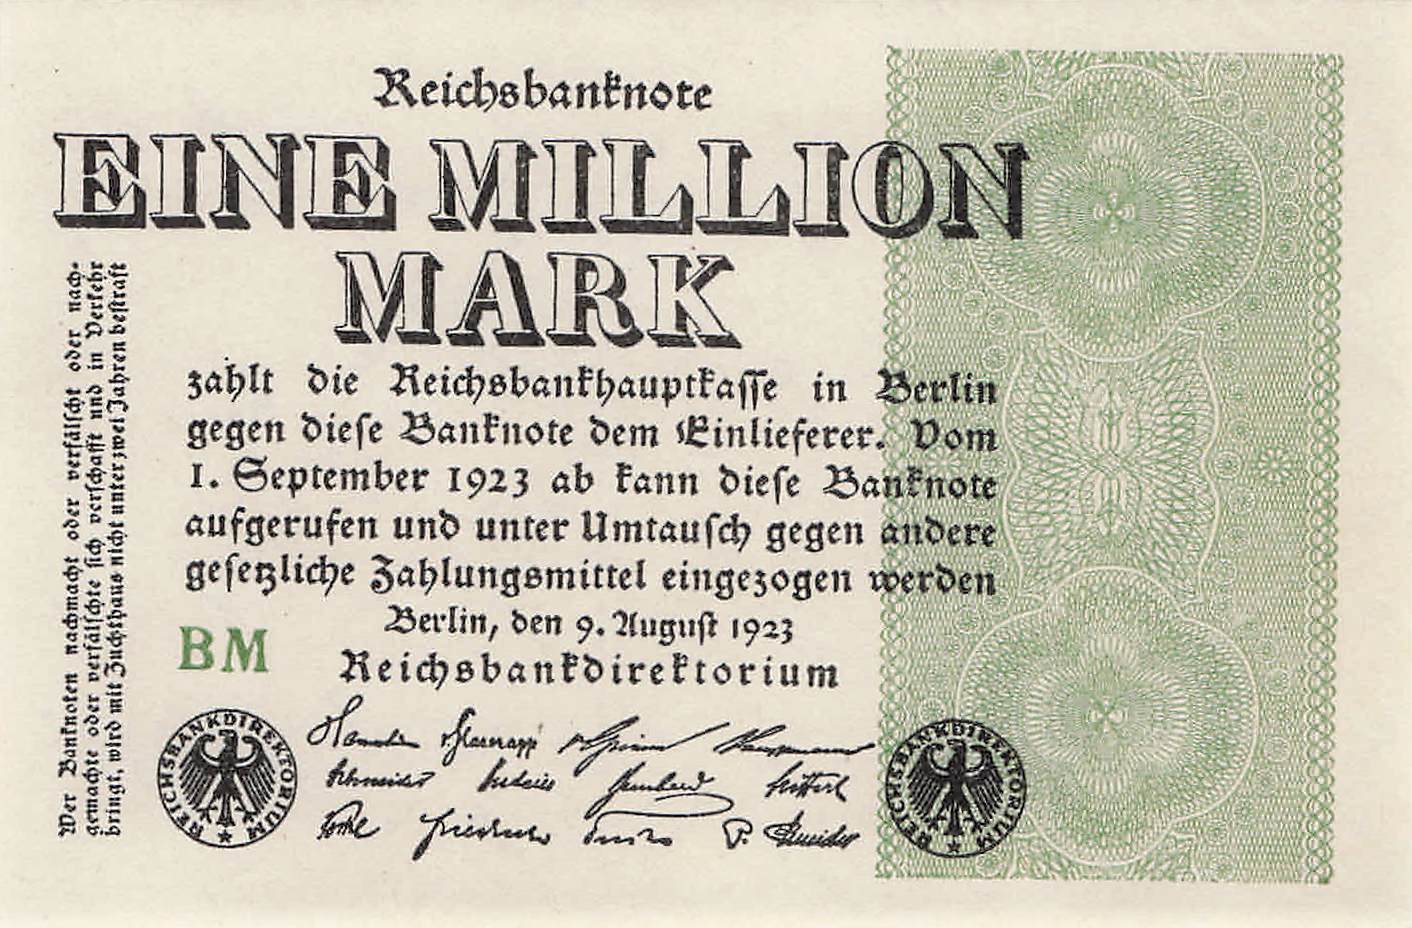 Reichsbanknote
EINE MILLION
MARK
zahlt die Reichsbankhauptkasse in Berlin
gegen diese Banknote dem Einlieferer. Vom
1. September 1923 ab kann diese Banknote
aufgerufen und unter Umtausch gegen andere
gesetzliche Zahlungsmittel eingezogen werden
Berlin, den 9. August 1923
Reichsbankdirektorium
BM
Wer Banknoten nachmacht oder verfälscht oder nach-
gemachte oder verfälschte sich verschafft und in Verkehr
bringt, wird mit Zuchthaus nicht unter zwei Jahren bestraft
REICHSBANKDIREKTORIUM
REICHSBANKDIREKTORIUM